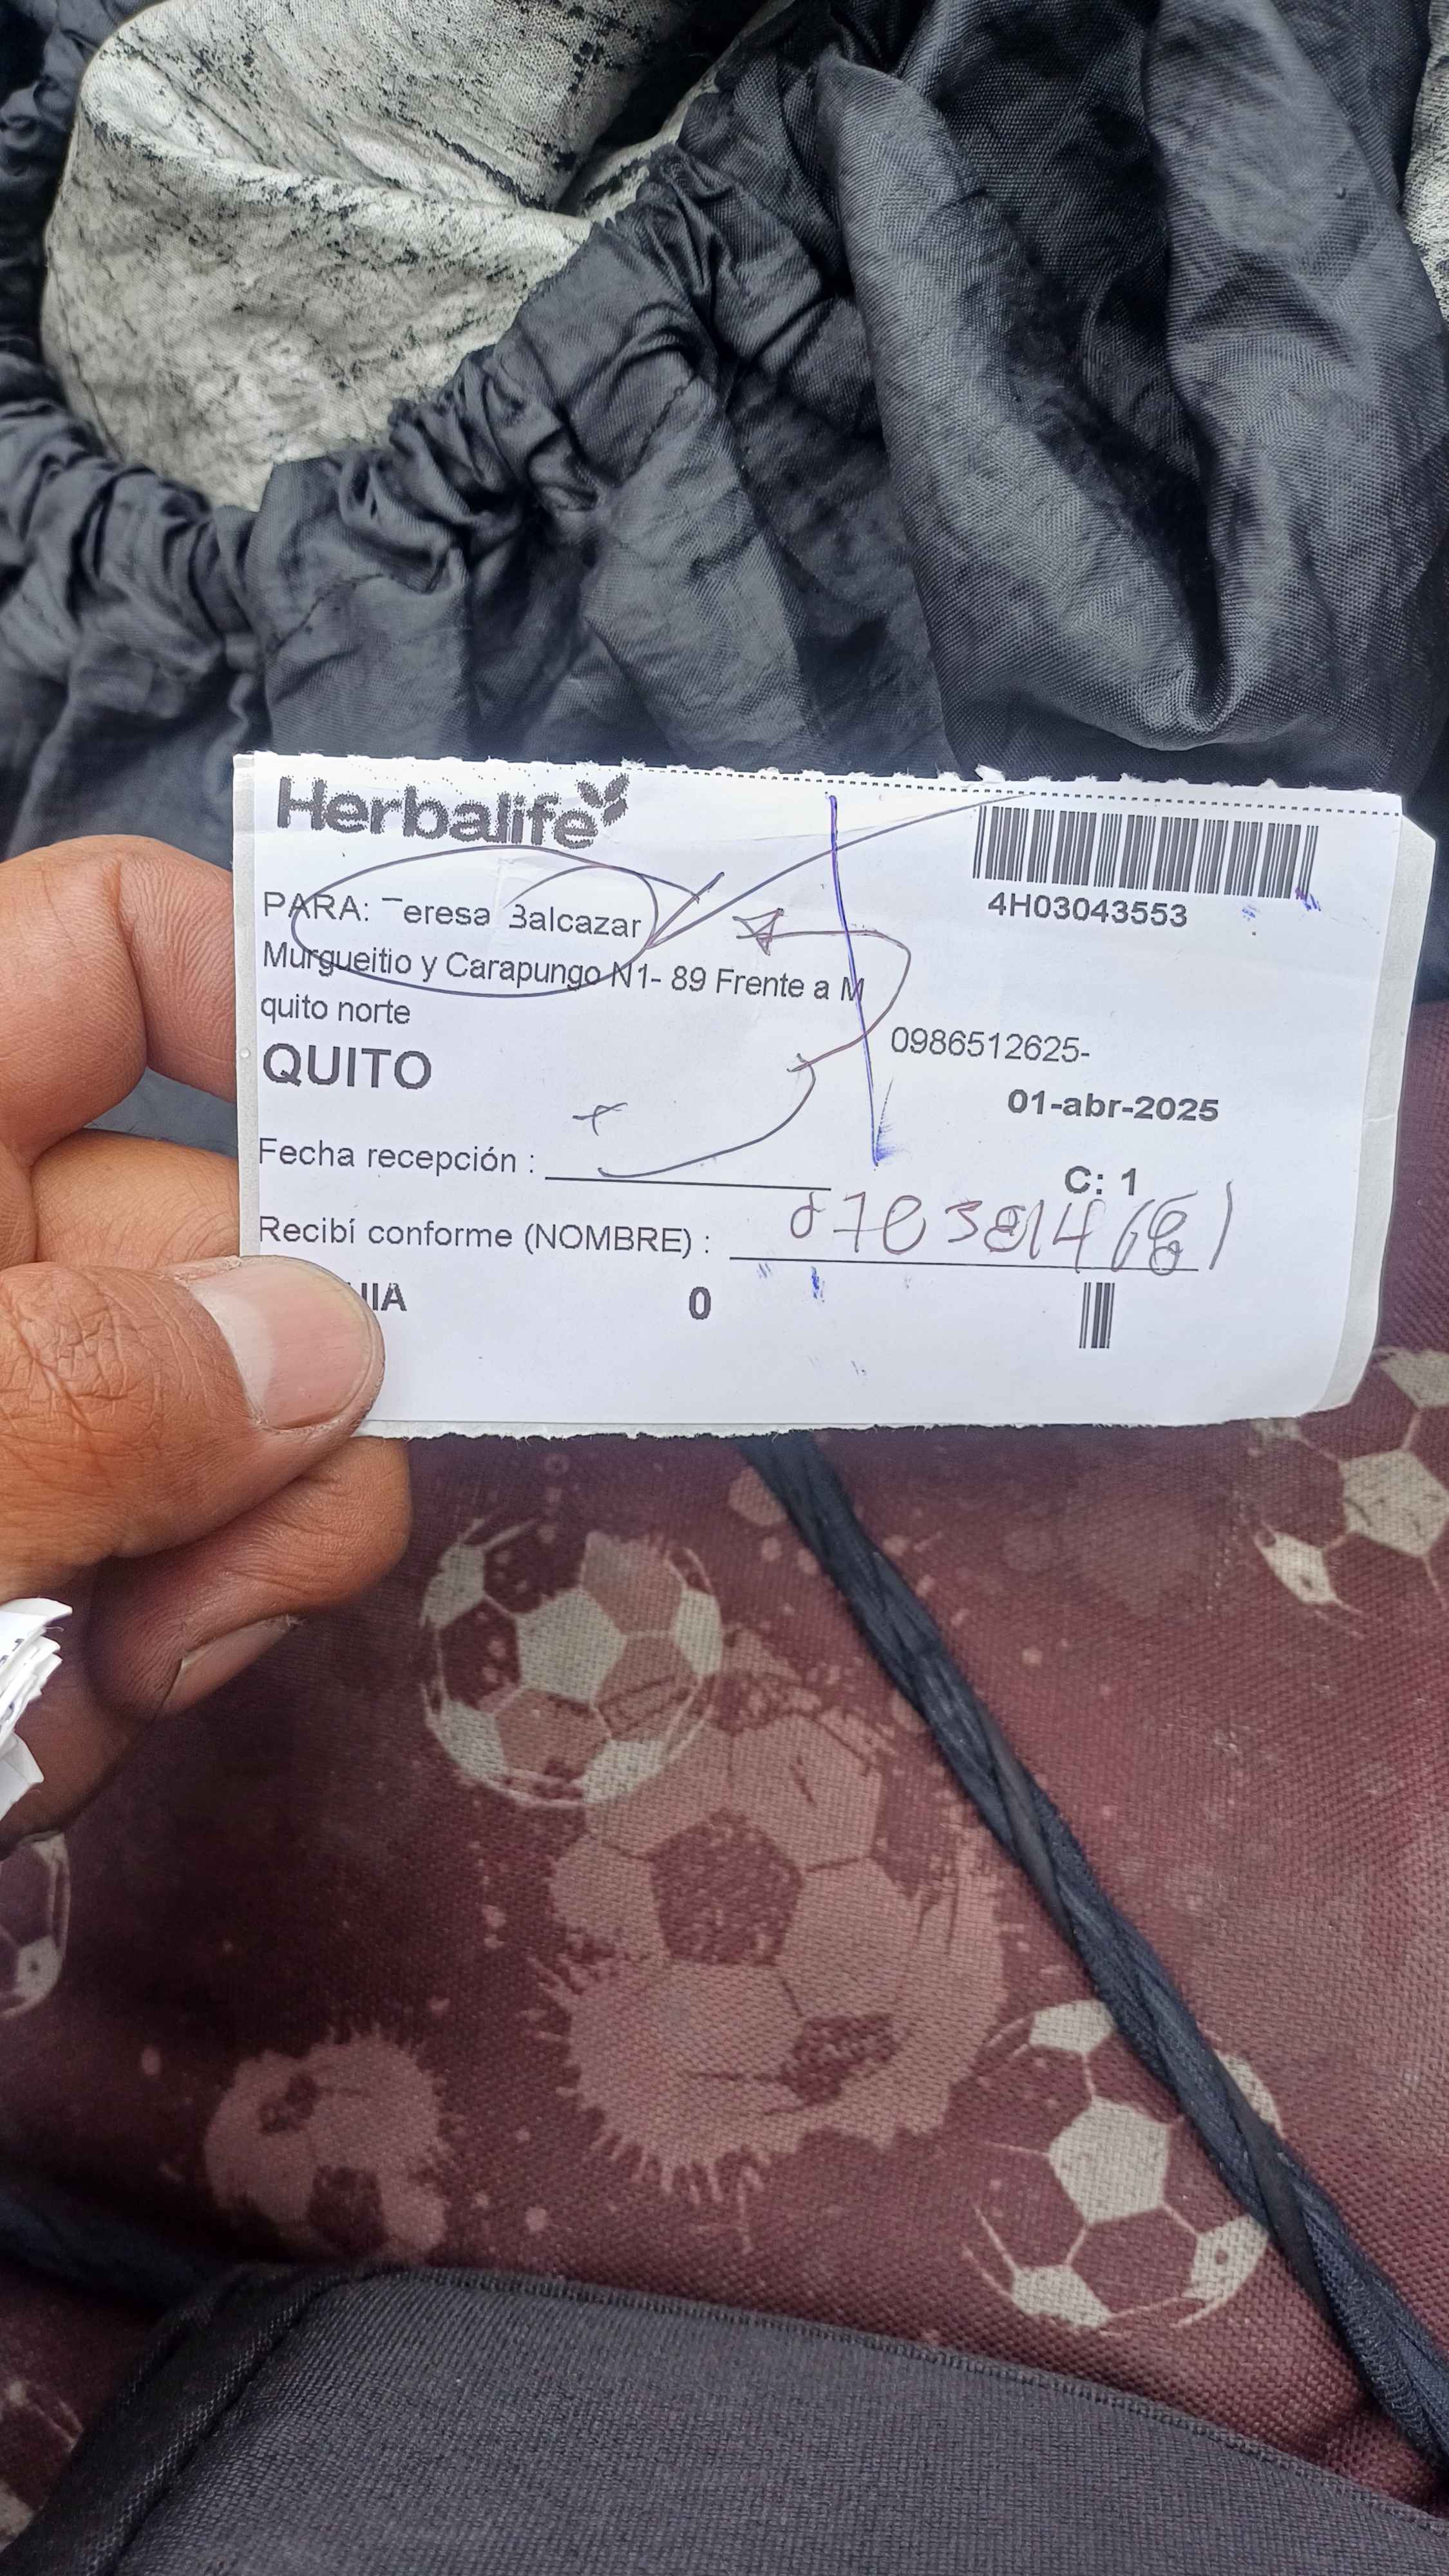 Herbalife
4H03043553
PARA: Teresa Balcazar
Murgueitio y Carapungo N1- 89 Frente a M
quito norte
0986512625-
QUITO
01-abr-2025
Fecha recepción :
C: 1
Recibí conforme (NOMBRE) :
UIA 0